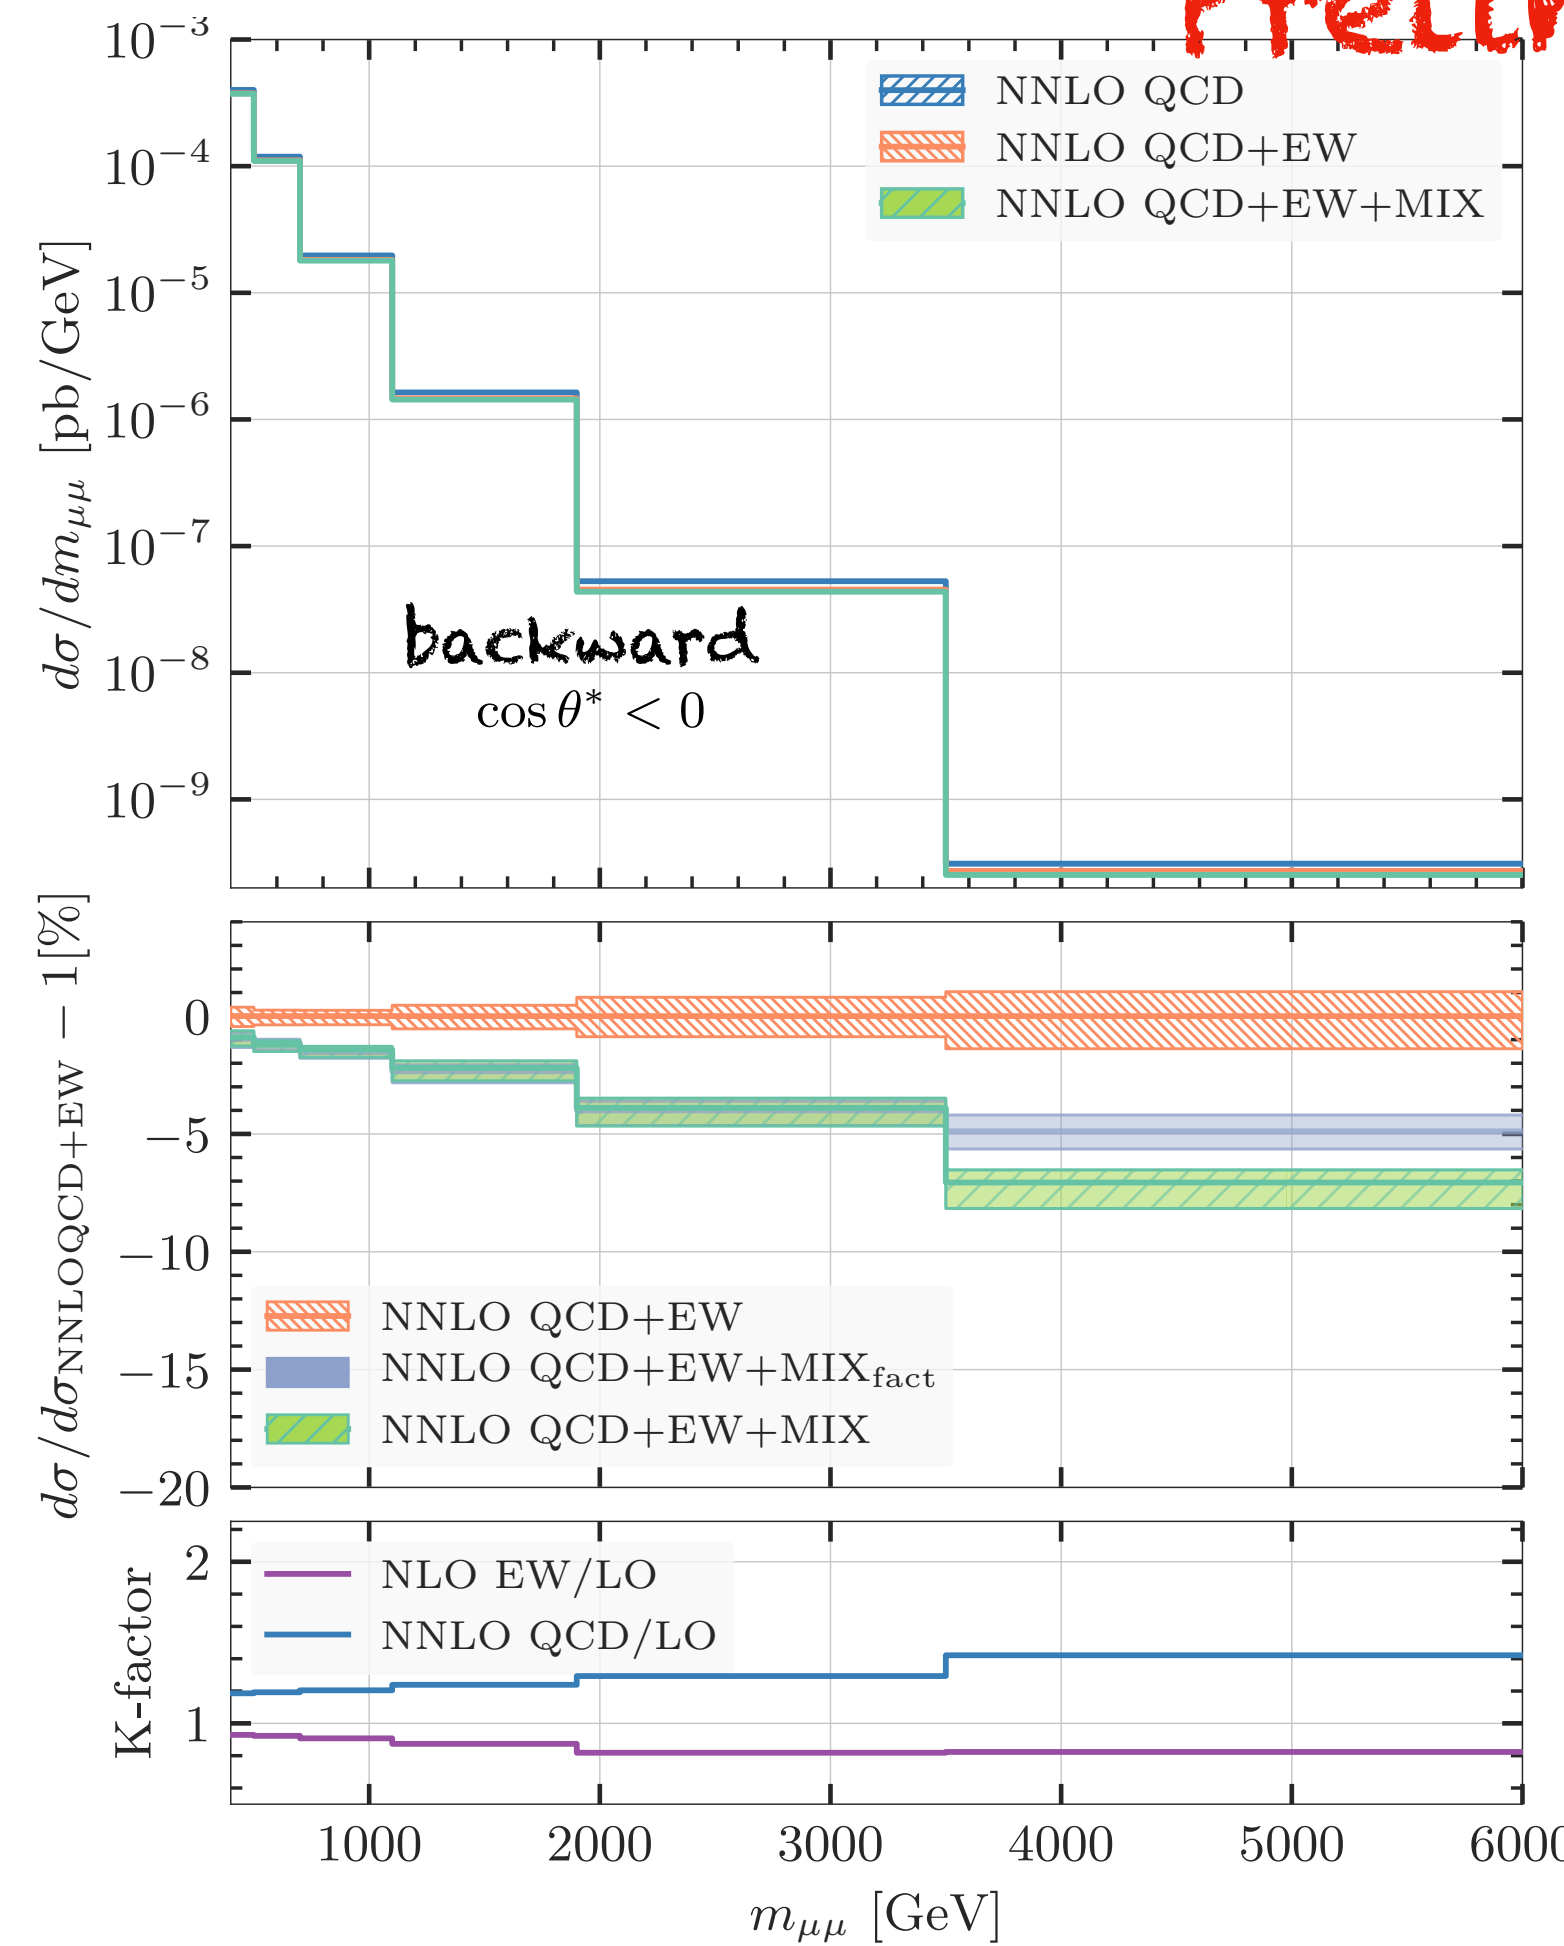 10⁻³
NNLO QCD
NNLO QCD+EW
NNLO QCD+EW+MIX
10⁻⁴
10⁻⁵
10⁻⁶
10⁻⁷
10⁻⁸
10⁻⁹
dσ/dm_μμ [pb/GeV]
backward
cos θ* < 0
dσ/dσ_NNLOQCD+EW − 1[%]
0
−5
−10
−15
−20
NNLO QCD+EW
NNLO QCD+EW+MIX_fact
NNLO QCD+EW+MIX
K-factor
2
1
NLO EW/LO
NNLO QCD/LO
1000 2000 3000 4000 5000
m_μμ [GeV]